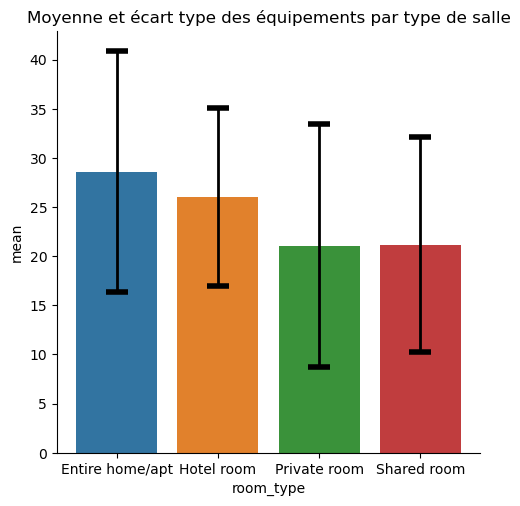 Moyenne et écart type des équipements par type de salle
40
35
30
25
20
15
10
5
0
mean
Entire home/apt Hotel room Private room Shared room
room_type